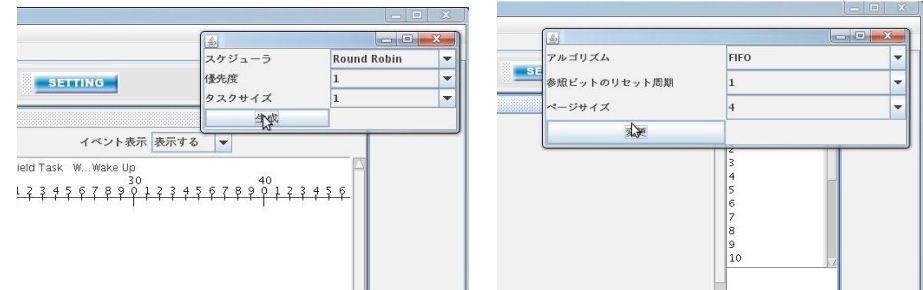 スケジューラ Round Robin
優先度 1
タスクサイズ 1
生成
SETTING
イベント表示 表示する
ield Task W...Wake Up
30 40
1 2 3 4 5 6 7 8 9 0 1 2 3 4 5 6 7 8 9 0 1 2 3 4 5 6
アルゴリズム FIFO
参照ビットのリセット周期 1
ページサイズ 4
変更
SE
2
3
4
5
6
7
8
9
10